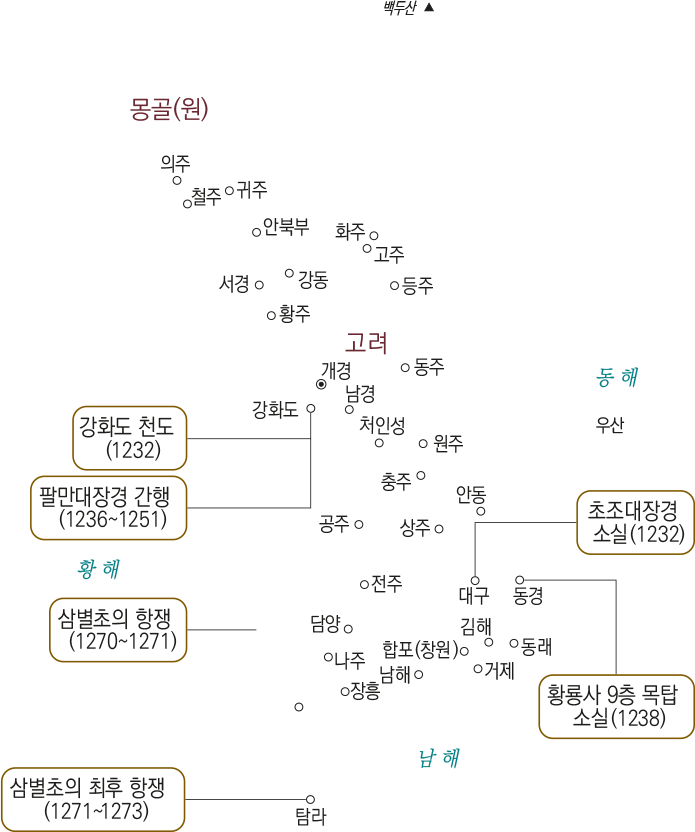 백두산
몽골(원)
의주
철주
귀주
안북부
화주
고주
서경
강동
등주
황주
고려
개경
동주
동해
남경
강화도
처인성
원주
우산
강화도 천도
(1232)
충주
팔만대장경 간행
(1236~1251)
안동
공주
상주
초조대장경
소실(1232)
황해
전주
대구
동경
삼별초의 항쟁
(1270~1271)
담양
김해
합포(창원)
동래
나주
남해
거제
장흥
황룡사 9층 목탑
소실(1238)
남해
삼별초의 최후 항쟁
(1271~1273)
탐라